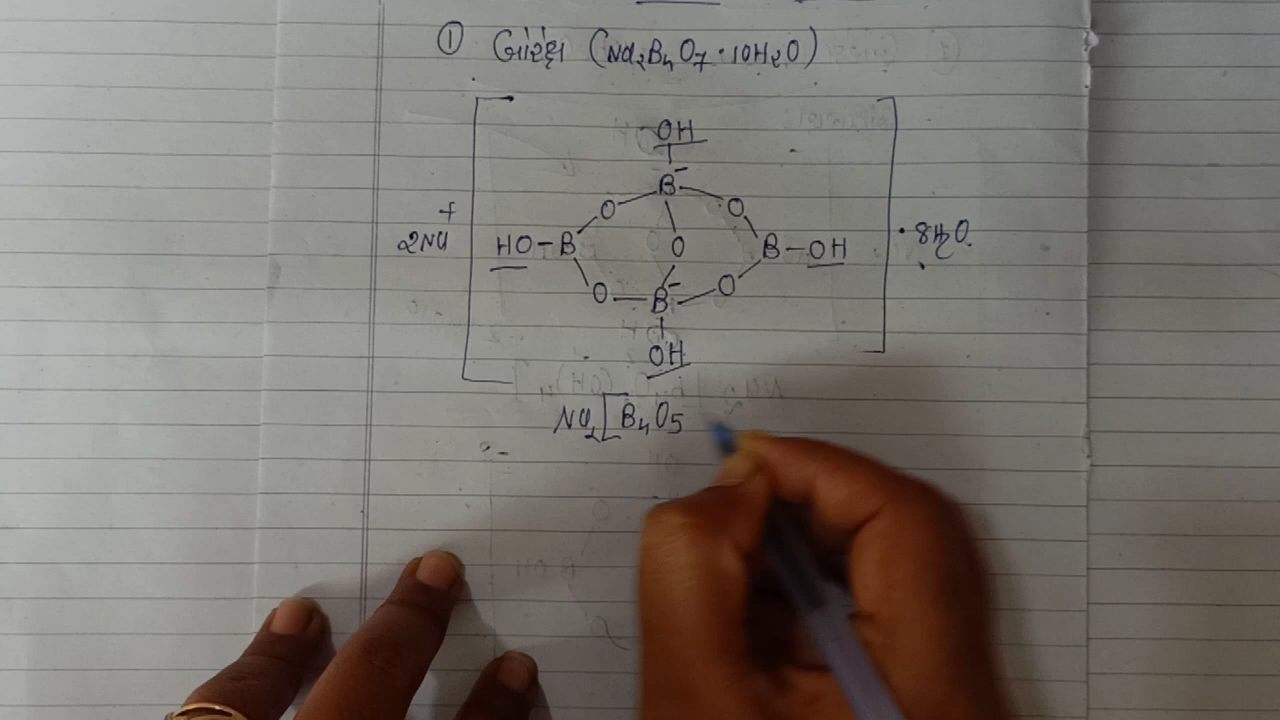 ① બોરેક્ષ (Na₂B₄O₇·10H₂O)
OH
B⁻
O O
2Na⁺ HO-B O B-OH ·8H₂O.
O B⁻ O
OH
Na₂[B₄O₅